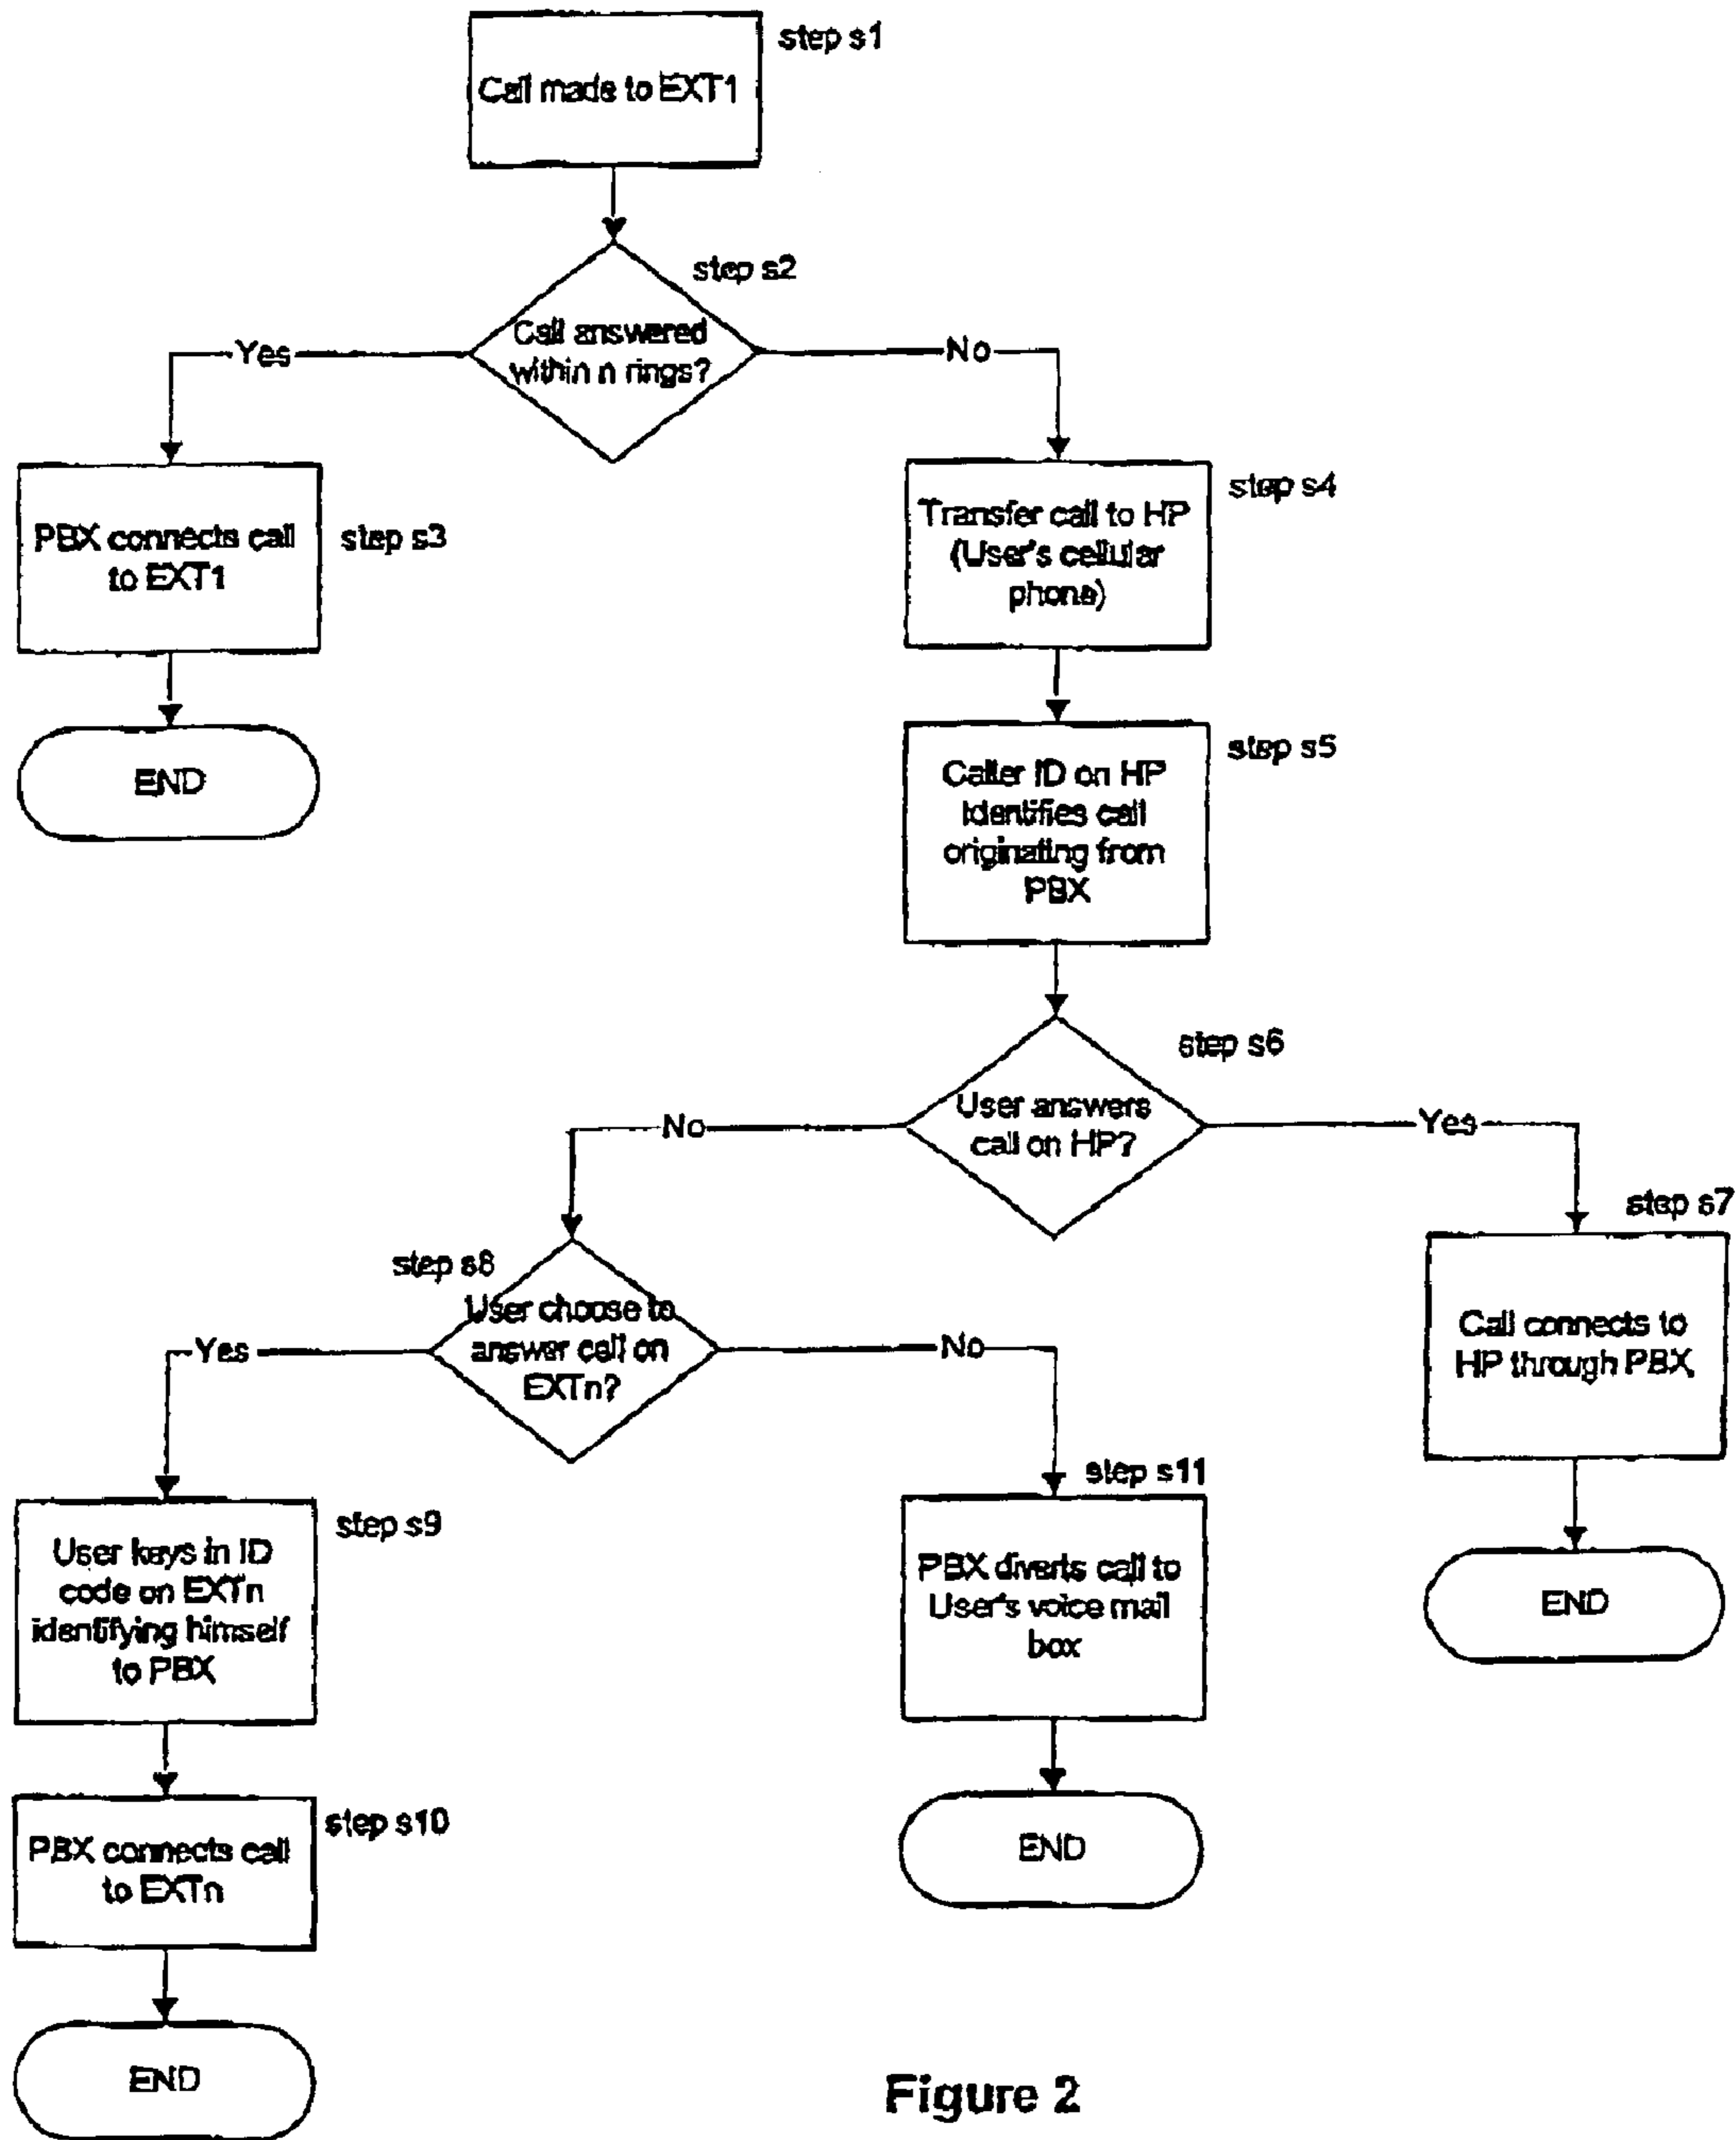 step s1
Call made to EXT1
step s2
Call answered
within n rings?
Yes
No
PBX connects call
to EXT1
step s3
step s4
Transfer call to HP
(User's cellular
phone)
END
step s5
Caller ID on HP
Identifies call
originating from
PBX
step s6
User answers
call on HP?
No
Yes
step s7
Call connects to
HP through PBX
step s8
User choose to
answer call on
EXTn?
Yes
No
step s9
User keys in ID
code on EXTn
identifying himself
to PBX
step s11
PBX diverts call to
User's voice mail
box
END
step s10
PBX connects call
to EXTn
END
END
Figure 2